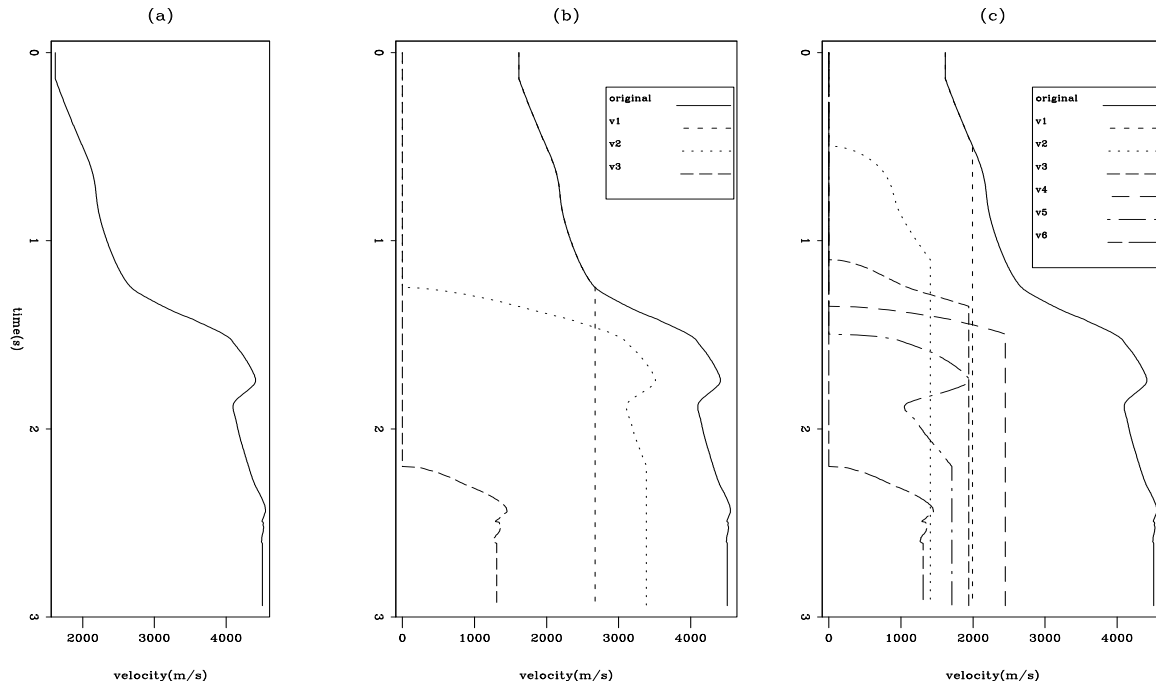 (a)
(b)
(c)
0
1
2
3
time(s)
2000 3000 4000
velocity(m/s)
0
1
2
3
original
v1
v2
v3
0 1000 2000 3000 4000
velocity(m/s)
0
1
2
3
original
v1
v2
v3
v4
v5
v6
0 1000 2000 3000 4000
velocity(m/s)